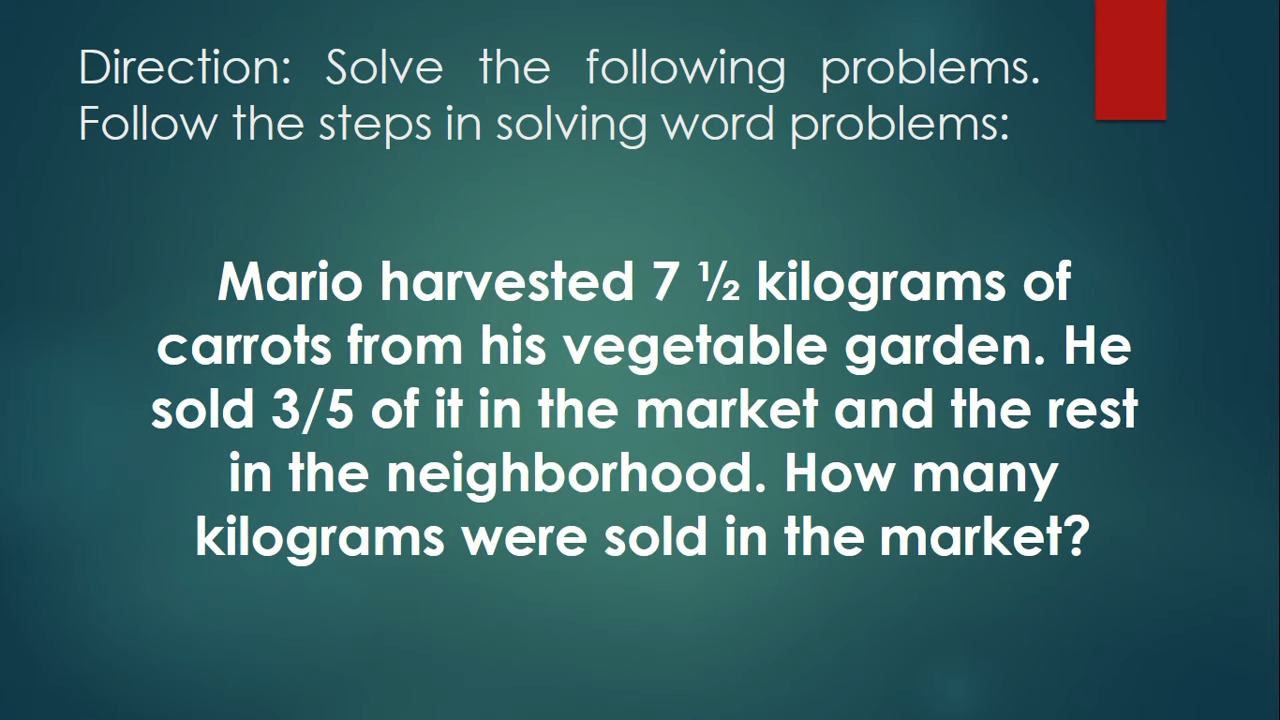 Direction: Solve the following problems.
Follow the steps in solving word problems:
Mario harvested 7 ½ kilograms of
carrots from his vegetable garden. He
sold 3/5 of it in the market and the rest
in the neighborhood. How many
kilograms were sold in the market?